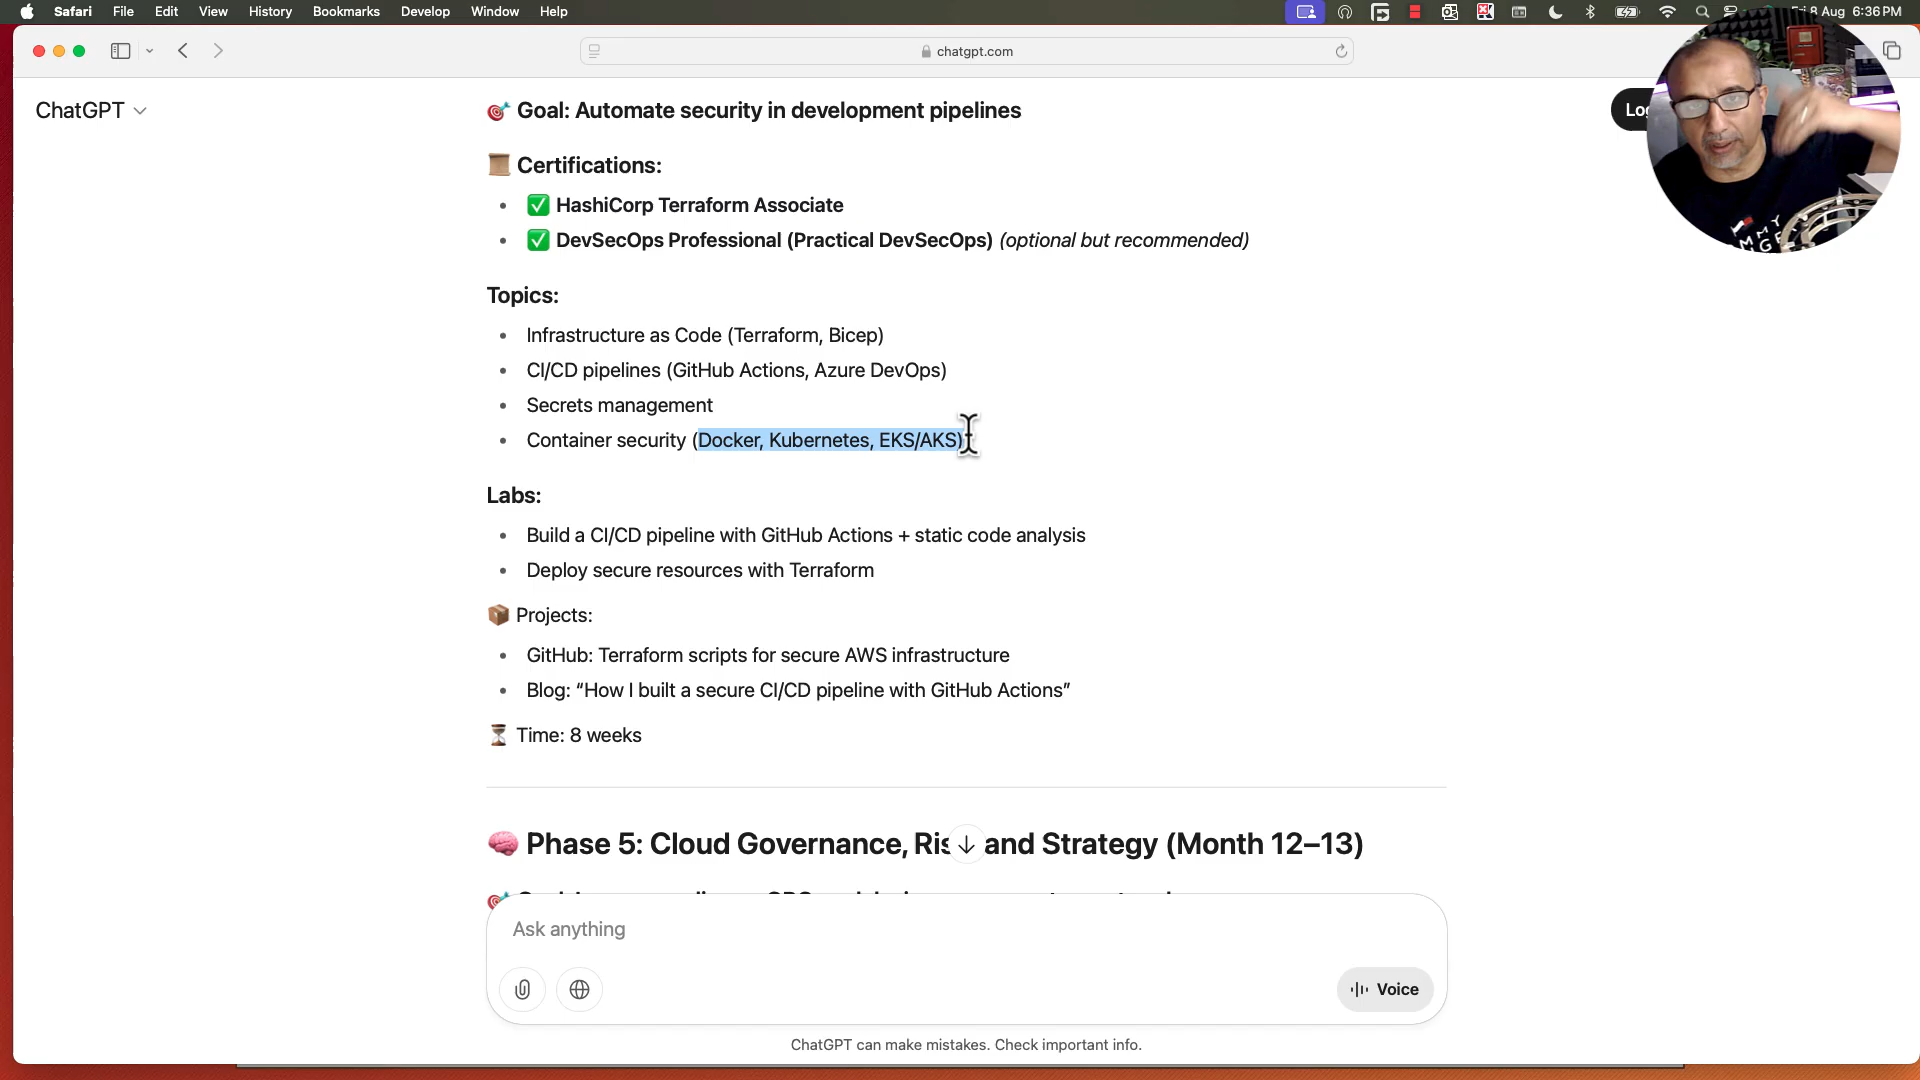 Safari File Edit View History Bookmarks Develop Window Help
8 Aug 6:36 PM
chatgpt.com
ChatGPT
🎯 Goal: Automate security in development pipelines
📜 Certifications:
• ✅ HashiCorp Terraform Associate
• ✅ DevSecOps Professional (Practical DevSecOps) (optional but recommended)
Topics:
• Infrastructure as Code (Terraform, Bicep)
• CI/CD pipelines (GitHub Actions, Azure DevOps)
• Secrets management
• Container security (Docker, Kubernetes, EKS/AKS)
Labs:
• Build a CI/CD pipeline with GitHub Actions + static code analysis
• Deploy secure resources with Terraform
📦 Projects:
• GitHub: Terraform scripts for secure AWS infrastructure
• Blog: “How I built a secure CI/CD pipeline with GitHub Actions”
⏳ Time: 8 weeks
🧠 Phase 5: Cloud Governance, and Strategy (Month 12–13)
Ask anything
Voice
ChatGPT can make mistakes. Check important info.